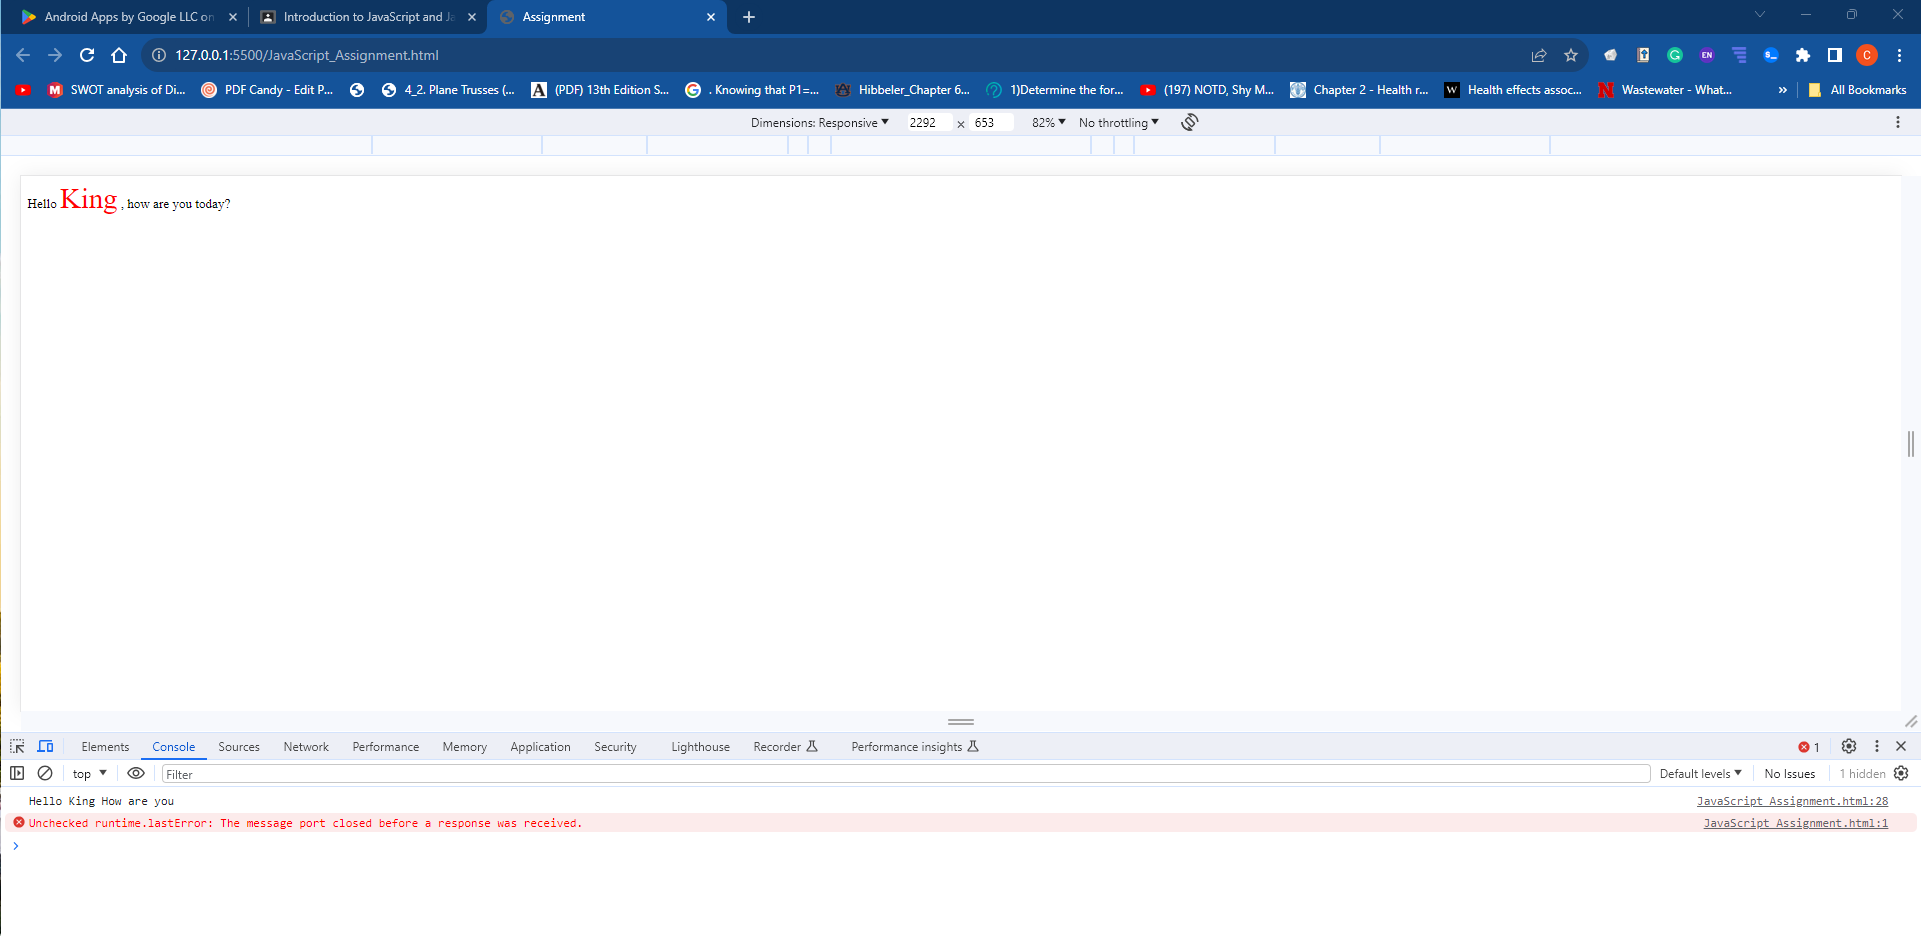 Android Apps by Google LLC on
Introduction to JavaScript and Ja
Assignment
127.0.0.1:5500/JavaScript_Assignment.html
EN
C
SWOT analysis of Di...
PDF Candy - Edit P...
4_2. Plane Trusses (...
(PDF) 13th Edition S...
. Knowing that P1=...
Hibbeler_Chapter 6...
1)Determine the for...
(197) NOTD, Shy M...
Chapter 2 - Health r...
Health effects assoc...
Wastewater - What...
»
All Bookmarks
Dimensions: Responsive ▼ 2292 × 653 82% ▼ No throttling ▼
Hello King , how are you today?
Elements Console Sources Network Performance Memory Application Security Lighthouse Recorder Performance insights 1
top ▼ Filter Default levels ▼ No Issues 1 hidden
Hello King How are you JavaScript Assignment.html:28
Unchecked runtime.lastError: The message port closed before a response was received. JavaScript Assignment.html:1